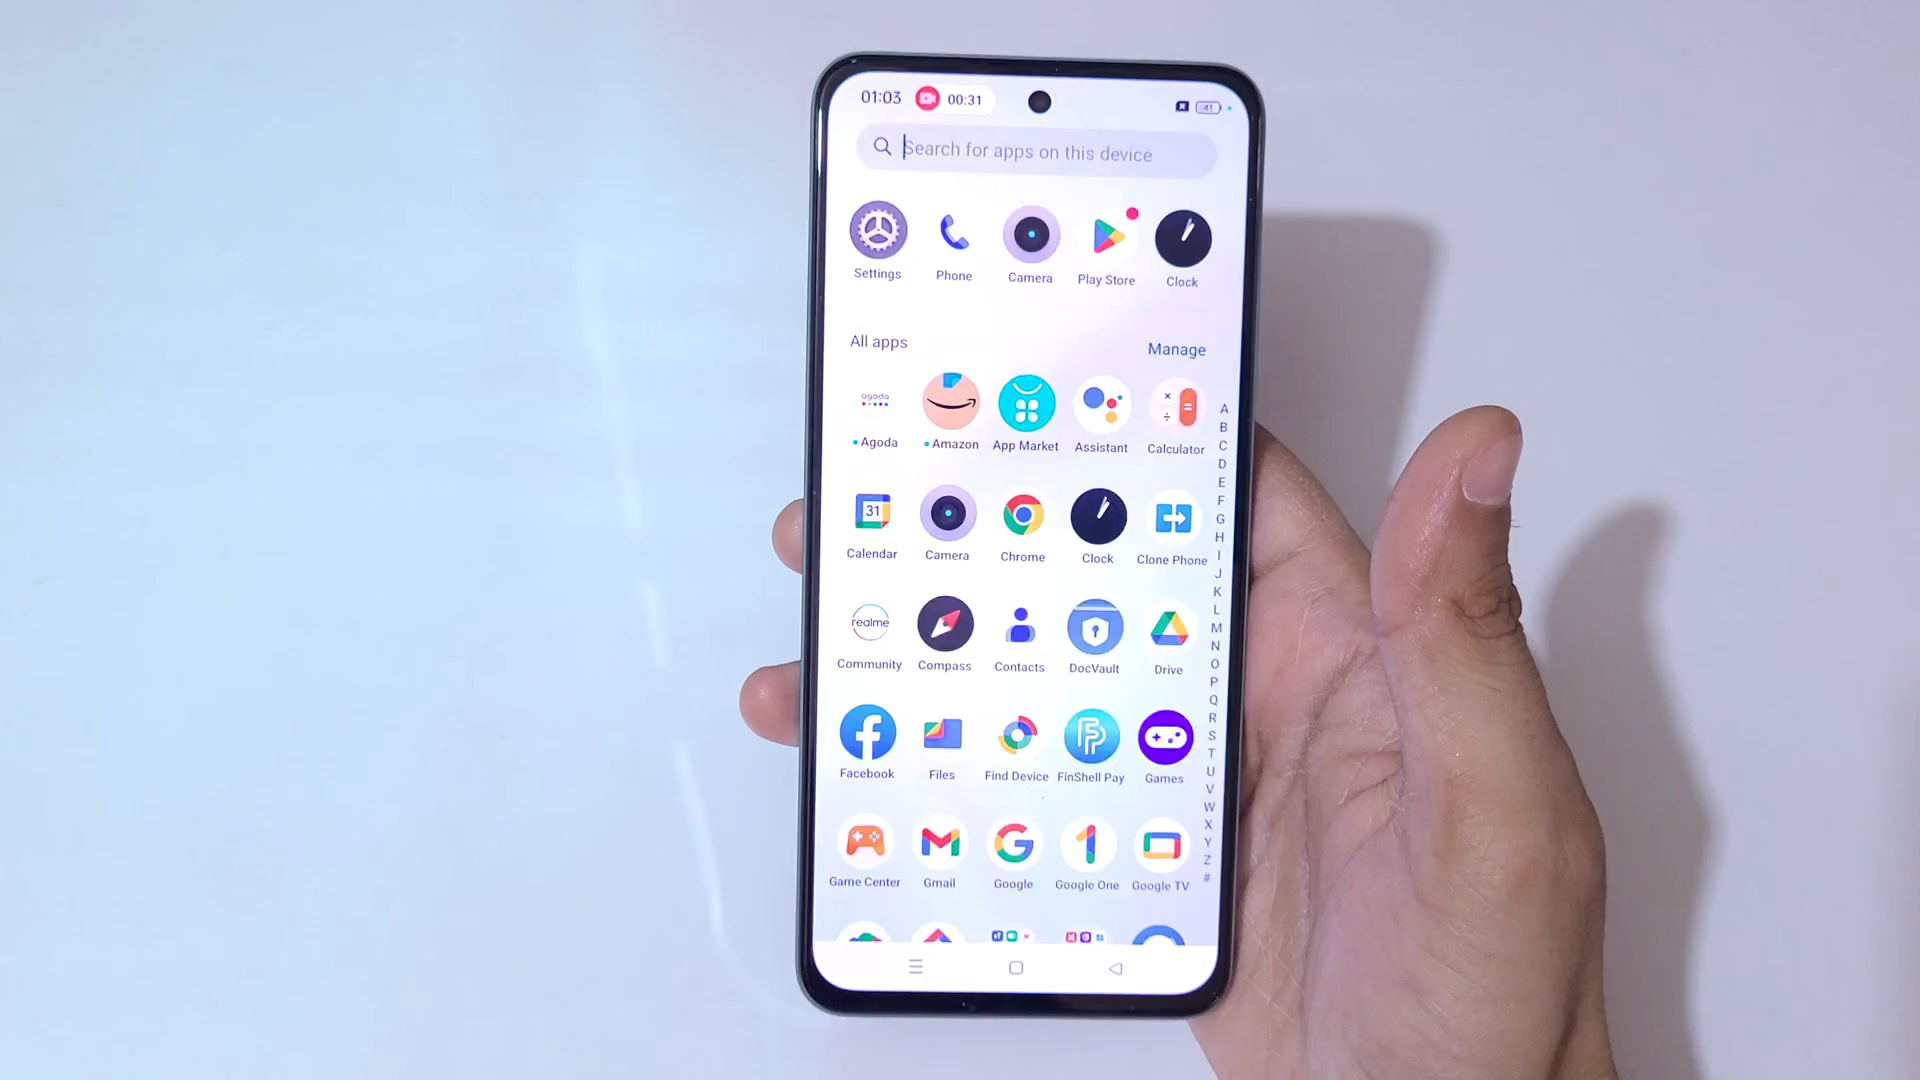 01:03 00:31 41
Search for apps on this device
Settings Phone Camera Play Store Clock
All apps Manage
agoda
Agoda Amazon App Market Assistant Calculator
31
Calendar Camera Chrome Clock Clone Phone
realme
Community Compass Contacts DocVault Drive
Facebook Files Find Device FinShell Pay Games
Game Center Gmail Google Google One Google TV
A
B
C
D
E
F
G
H
I
J
K
L
M
N
O
P
Q
R
S
T
U
V
W
X
Y
Z
#